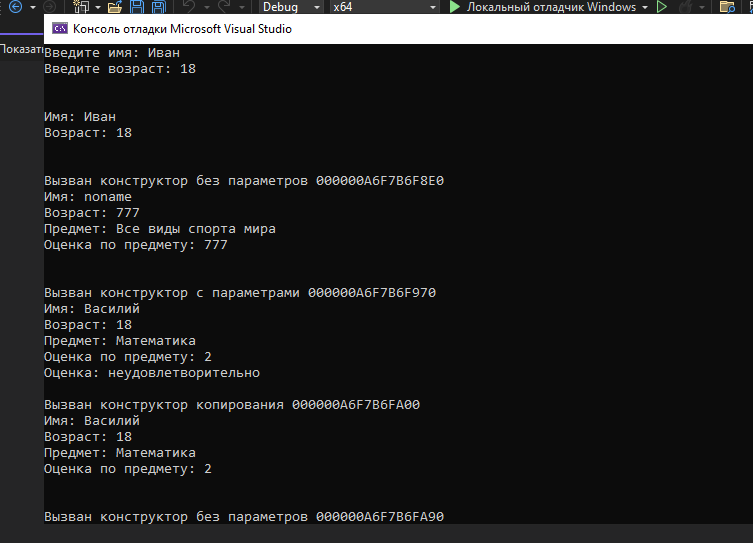 Debug x64 Локальный отладчик Windows
Консоль отладки Microsoft Visual Studio
Показать
Введите имя: Иван
Введите возраст: 18
Имя: Иван
Возраст: 18
Вызван конструктор без параметров 000000A6F7B6F8E0
Имя: noname
Возраст: 777
Предмет: Все виды спорта мира
Оценка по предмету: 777
Вызван конструктор с параметрами 000000A6F7B6F970
Имя: Василий
Возраст: 18
Предмет: Математика
Оценка по предмету: 2
Оценка: неудовлетворительно
Вызван конструктор копирования 000000A6F7B6FA00
Имя: Василий
Возраст: 18
Предмет: Математика
Оценка по предмету: 2
Вызван конструктор без параметров 000000A6F7B6FA90